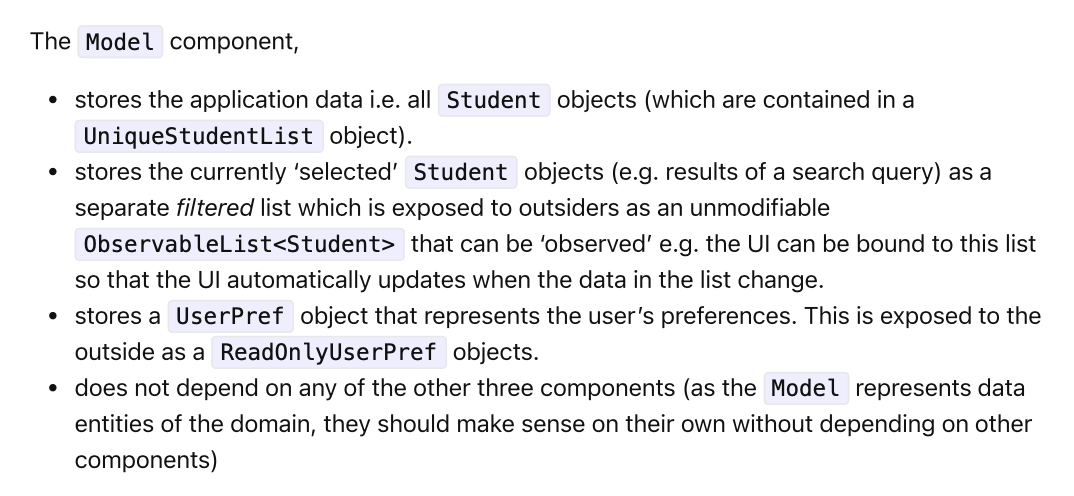 The Model component,
• stores the application data i.e. all Student objects (which are contained in a
UniqueStudentList object).
• stores the currently ‘selected’ Student objects (e.g. results of a search query) as a
separate filtered list which is exposed to outsiders as an unmodifiable
ObservableList<Student> that can be ‘observed’ e.g. the UI can be bound to this list
so that the UI automatically updates when the data in the list change.
• stores a UserPref object that represents the user’s preferences. This is exposed to the
outside as a ReadOnlyUserPref objects.
• does not depend on any of the other three components (as the Model represents data
entities of the domain, they should make sense on their own without depending on other
components)